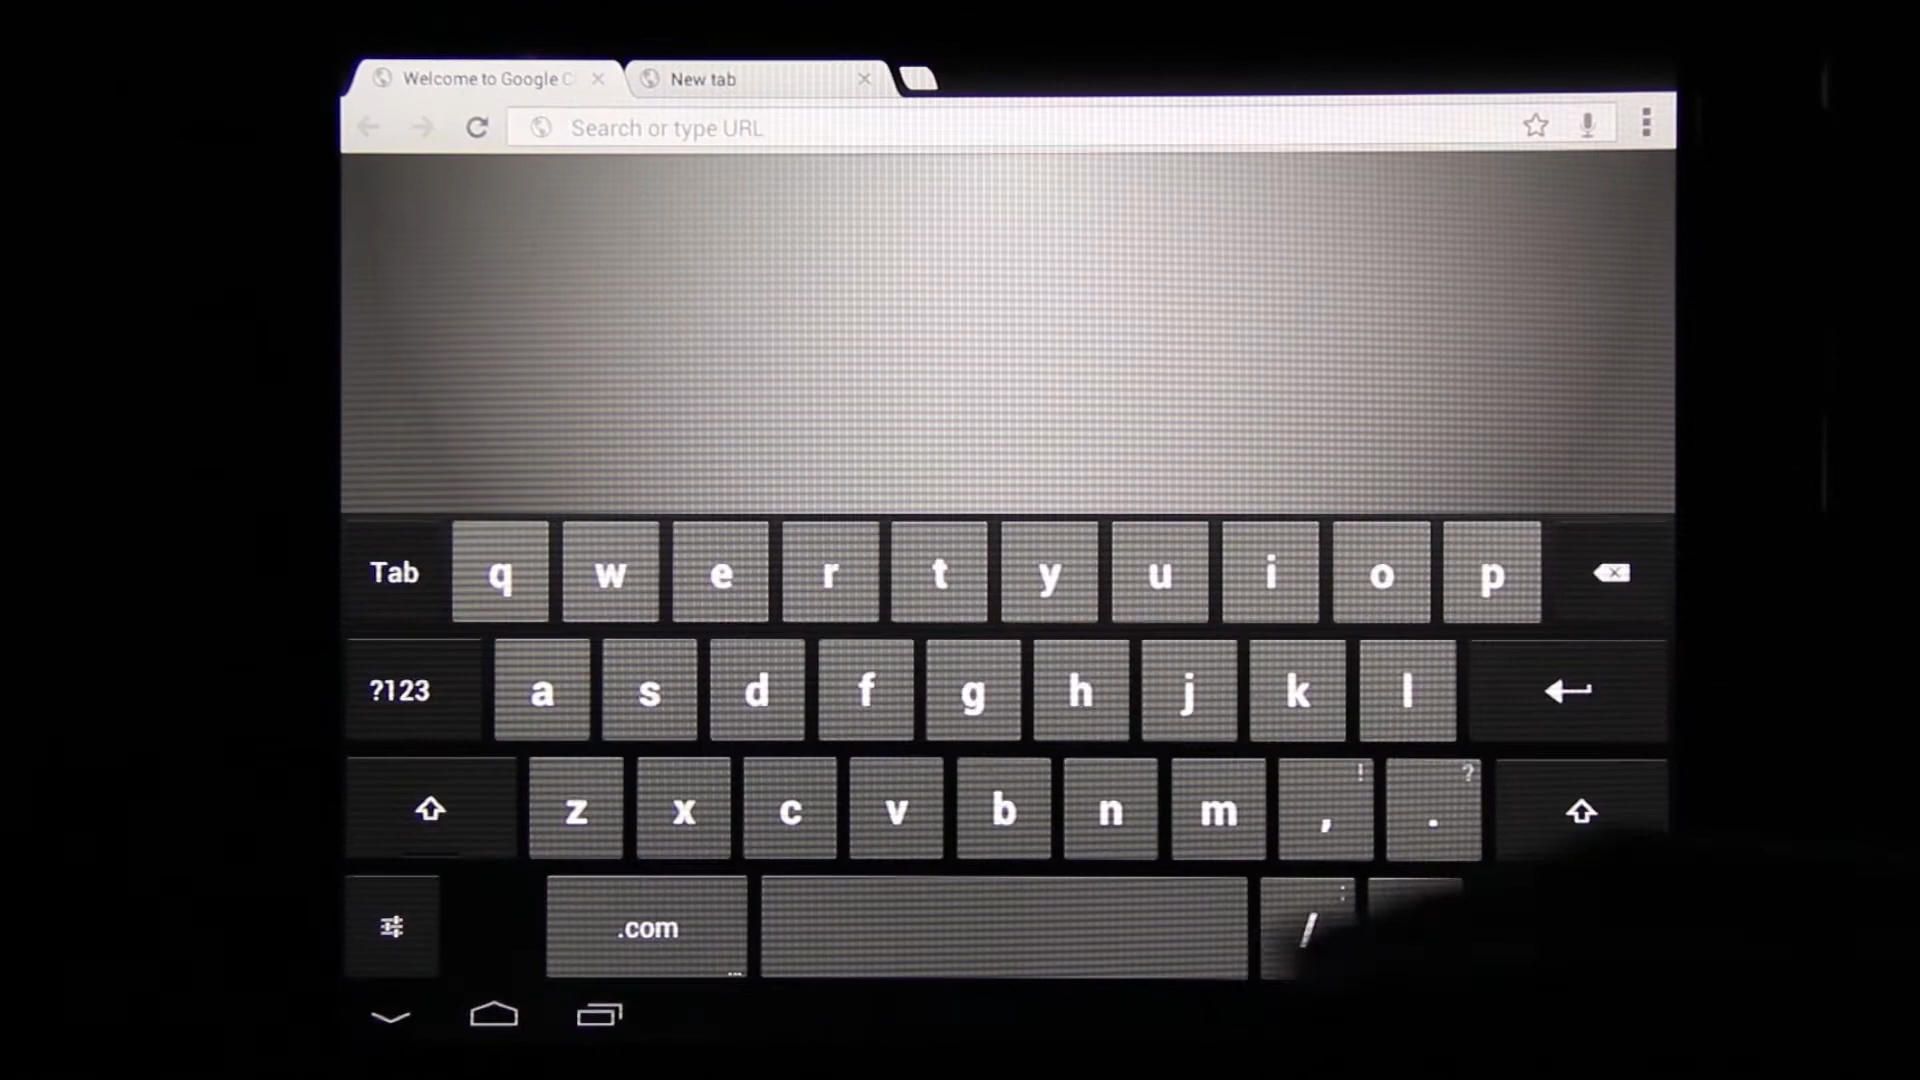 Welcome to Google C
New tab
Search or type URL
Tab q w e r t y u i o p
?123 a s d f g h j k l
z x c v b n m ! , ? .
.com ... : /